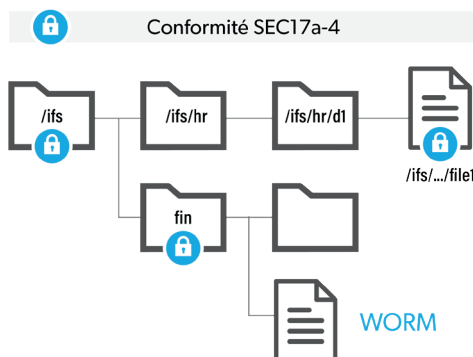 Conformité SEC17a-4
/ifs
/ifs/hr
/ifs/hr/d1
/ifs/.../file1
fin
WORM